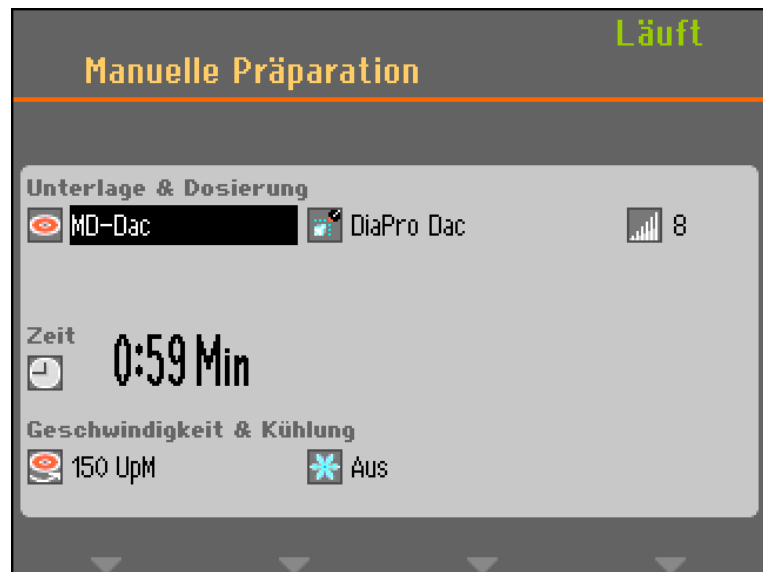 Läuft
Manuelle Präparation
Unterlage & Dosierung
MD-Dac DiaPro Dac 8
Zeit
0:59 Min
Geschwindigkeit & Kühlung
150 UpM Aus